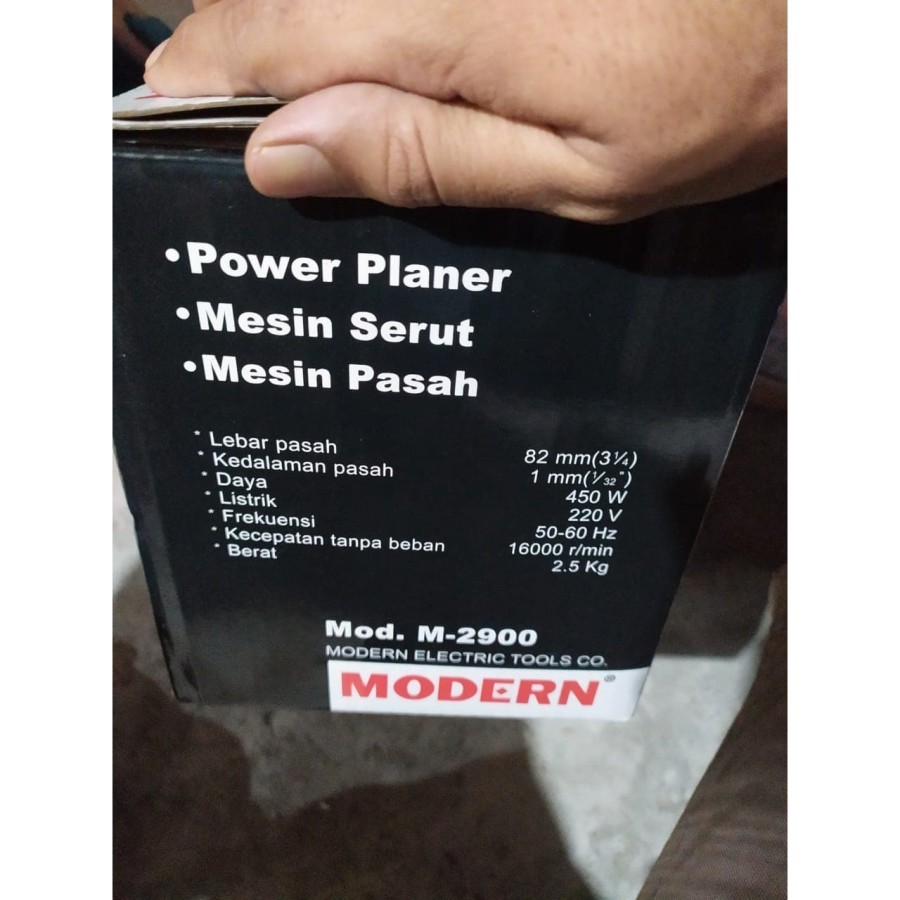 •Power Planer
•Mesin Serut
•Mesin Pasah
* Lebar pasah 82 mm(3¼)
* Kedalaman pasah 1 mm(1/32")
* Daya 450 W
* Listrik 220 V
* Frekuensi 50-60 Hz
* Kecepatan tanpa beban 16000 r/min
* Berat 2.5 Kg
Mod. M-2900
MODERN ELECTRIC TOOLS CO.
MODERN®